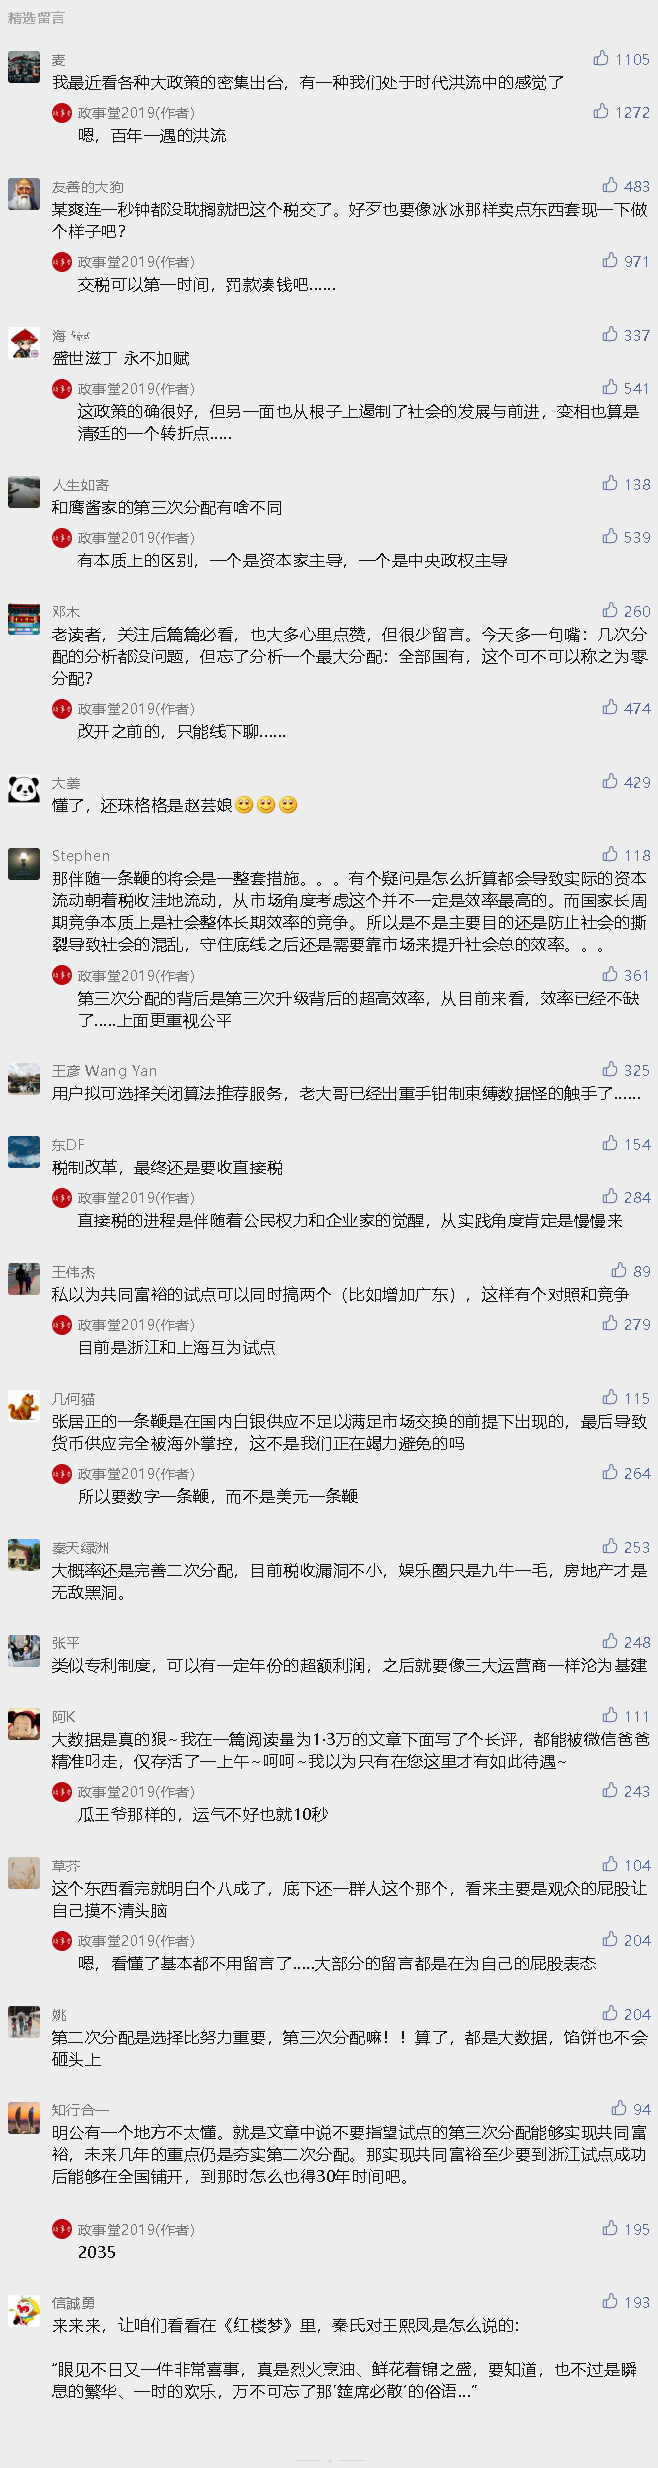 精选留言
麦 1105
我最近看各种大政策的密集出台，有一种我们处于时代洪流中的感觉了
政事堂2019(作者) 1272
嗯，百年一遇的洪流
友善的大狗 483
某爽连一秒钟都没耽搁就把这个税交了。好歹也要像冰冰那样卖点东西套现一下做
个样子吧？
政事堂2019(作者) 971
交税可以第一时间，罚款凑钱吧......
海 337
盛世滋丁 永不加赋
政事堂2019(作者) 541
这政策的确很好，但另一面也从根子上遏制了社会的发展与前进，变相也算是
清廷的一个转折点.....
人生如寄 138
和鹰酱家的第三次分配有啥不同
政事堂2019(作者) 539
有本质上的区别，一个是资本家主导，一个是中央政权主导
邓木 260
老读者，关注后篇篇必看，也大多心里点赞，但很少留言。今天多一句嘴：几次分
配的分析都没问题，但忘了分析一个最大分配：全部国有，这个可不可以称之为零
分配？
政事堂2019(作者) 474
改开之前的，只能线下聊......
大姜 429
懂了，还珠格格是赵芸娘😊😊😊
Stephen 118
那伴随一条鞭的将会是一整套措施。。。有个疑问是怎么折算都会导致实际的资本
流动朝着税收洼地流动，从市场角度考虑这个并不一定是效率最高的。而国家长周
期竞争本质上是社会整体长期效率的竞争。所以是不是主要目的还是防止社会的撕
裂导致社会的混乱，守住底线之后还是需要靠市场来提升社会总的效率。。。
政事堂2019(作者) 361
第三次分配的背后是第三次升级背后的超高效率，从目前来看，效率已经不缺
了.....上面更重视公平
王彦 Wang Yan 325
用户拟可选择关闭算法推荐服务，老大哥已经出重手钳制束缚数据怪的触手了......
东DF 154
税制改革，最终还是要收直接税
政事堂2019(作者) 284
直接税的进程是伴随着公民权力和企业家的觉醒，从实践角度肯定是慢慢来
王伟杰 89
私以为共同富裕的试点可以同时搞两个（比如增加广东），这样有个对照和竞争
政事堂2019(作者) 279
目前是浙江和上海互为试点
几何猫 115
张居正的一条鞭是在国内白银供应不足以满足市场交换的前提下出现的，最后导致
货币供应完全被海外掌控，这不是我们正在竭力避免的吗
政事堂2019(作者) 264
所以要数字一条鞭，而不是美元一条鞭
秦天绿洲 253
大概率还是完善二次分配，目前税收漏洞不小，娱乐圈只是九牛一毛，房地产才是
无敌黑洞。
张平 248
类似专利制度，可以有一定年份的超额利润，之后就要像三大运营商一样沦为基建
阿K 111
大数据是真的狠~我在一篇阅读量为1·3万的文章下面写了个长评，都能被微信爸爸
精准叼走，仅存活了一上午~呵呵~我以为只有在您这里才有如此待遇~
政事堂2019(作者) 243
瓜王爷那样的，运气不好也就10秒
草芥 104
这个东西看完就明白个八成了，底下还一群人这个那个，看来主要是观众的屁股让
自己摸不清头脑
政事堂2019(作者) 204
嗯，看懂了基本都不用留言了.....大部分的留言都是在为自己的屁股表态
姚 204
第二次分配是选择比努力重要，第三次分配嘛！！算了，都是大数据，馅饼也不会
砸头上
知行合一 94
明公有一个地方不太懂。就是文章中说不要指望试点的第三次分配能够实现共同富
裕，未来几年的重点仍是夯实第二次分配。那实现共同富裕至少要到浙江试点成功
后能够在全国铺开，到那时怎么也得30年时间吧。
政事堂2019(作者) 195
2035
信誠勇 193
来来来，让咱们看看在《红楼梦》里，秦氏对王熙凤是怎么说的:
“眼见不日又一件非常喜事，真是烈火烹油、鲜花着锦之盛，要知道，也不过是瞬
息的繁华、一时的欢乐，万不可忘了那‘筵席必散’的俗语...”